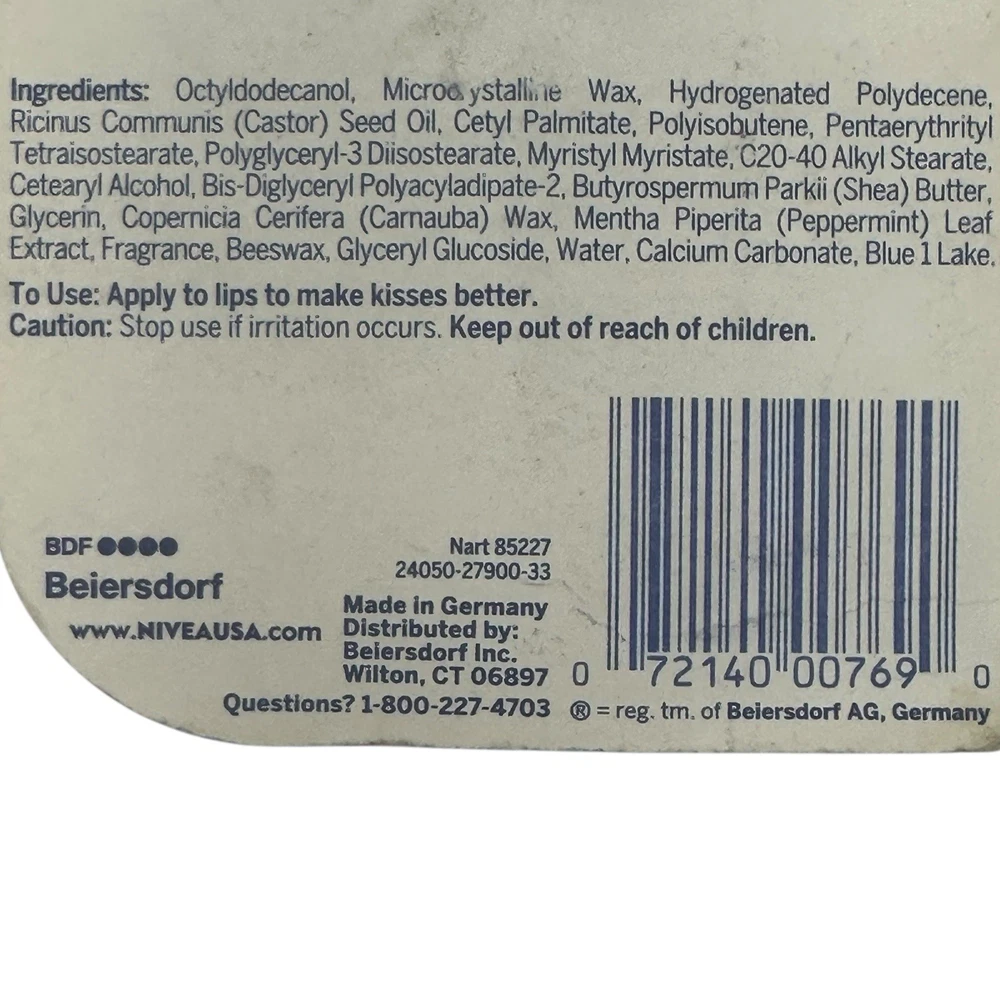 Ingredients: Octyldodecanol, Microcrystalline Wax, Hydrogenated Polydecene,
Ricinus Communis (Castor) Seed Oil, Cetyl Palmitate, Polyisobutene, Pentaerythrityl
Tetraisostearate, Polyglyceryl-3 Diisostearate, Myristyl Myristate, C20-40 Alkyl Stearate,
Cetearyl Alcohol, Bis-Diglyceryl Polyacyladipate-2, Butyrospermum Parkii (Shea) Butter,
Glycerin, Copernicia Cerifera (Carnauba) Wax, Mentha Piperita (Peppermint) Leaf
Extract, Fragrance, Beeswax, Glyceryl Glucoside, Water, Calcium Carbonate, Blue 1 Lake.
To Use: Apply to lips to make kisses better.
Caution: Stop use if irritation occurs. Keep out of reach of children.
BDF●●●●
Beiersdorf
www.NIVEAUSA.com
Nart 85227
24050-27900-33
Made in Germany
Distributed by:
Beiersdorf Inc.
Wilton, CT 06897
Questions? 1-800-227-4703
0 72140 00769 0
® = reg. tm. of Beiersdorf AG, Germany